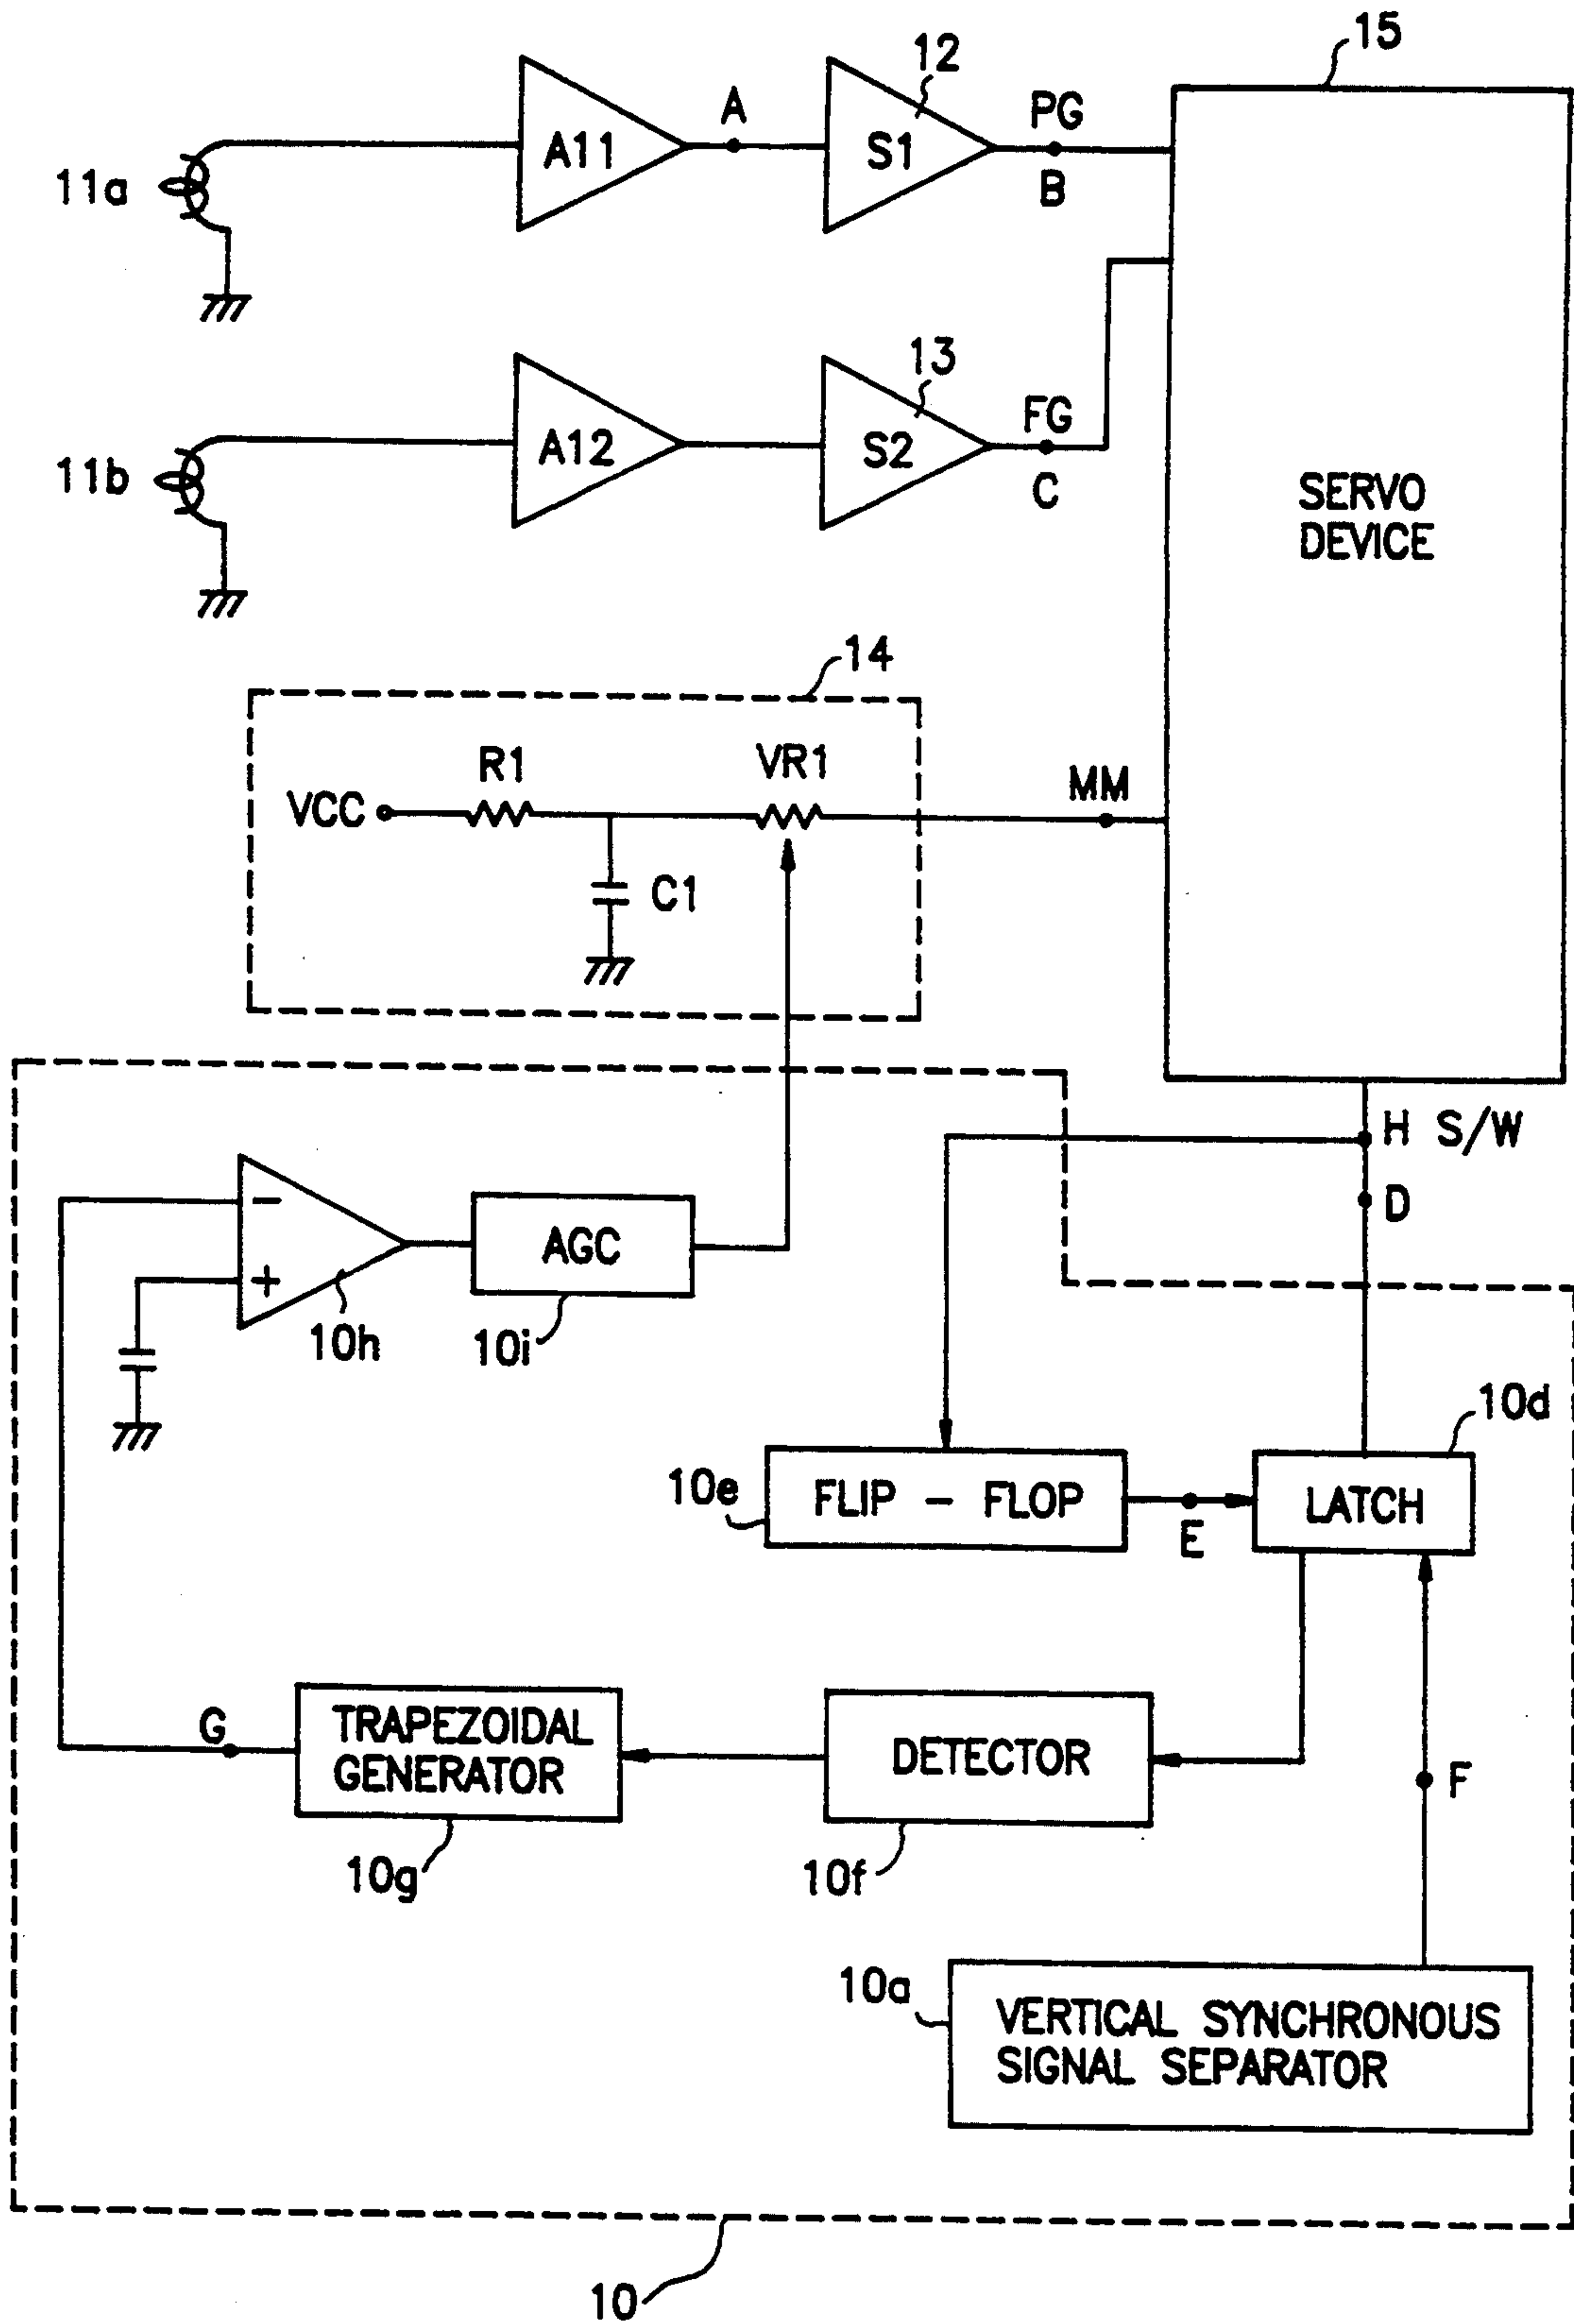 15
12
A
PG
A11
S1
11a
B
13
FG
A12
S2
11b
C
SERVO
DEVICE
14
R1
VR1
MM
VCC
C1
H S/W
D
−
AGC
+
10h
10i
10d
10e
FLIP - FLOP
LATCH
E
G
TRAPEZOIDAL
GENERATOR
DETECTOR
F
10g
10f
10a
VERTICAL SYNCHRONOUS
SIGNAL SEPARATOR
10